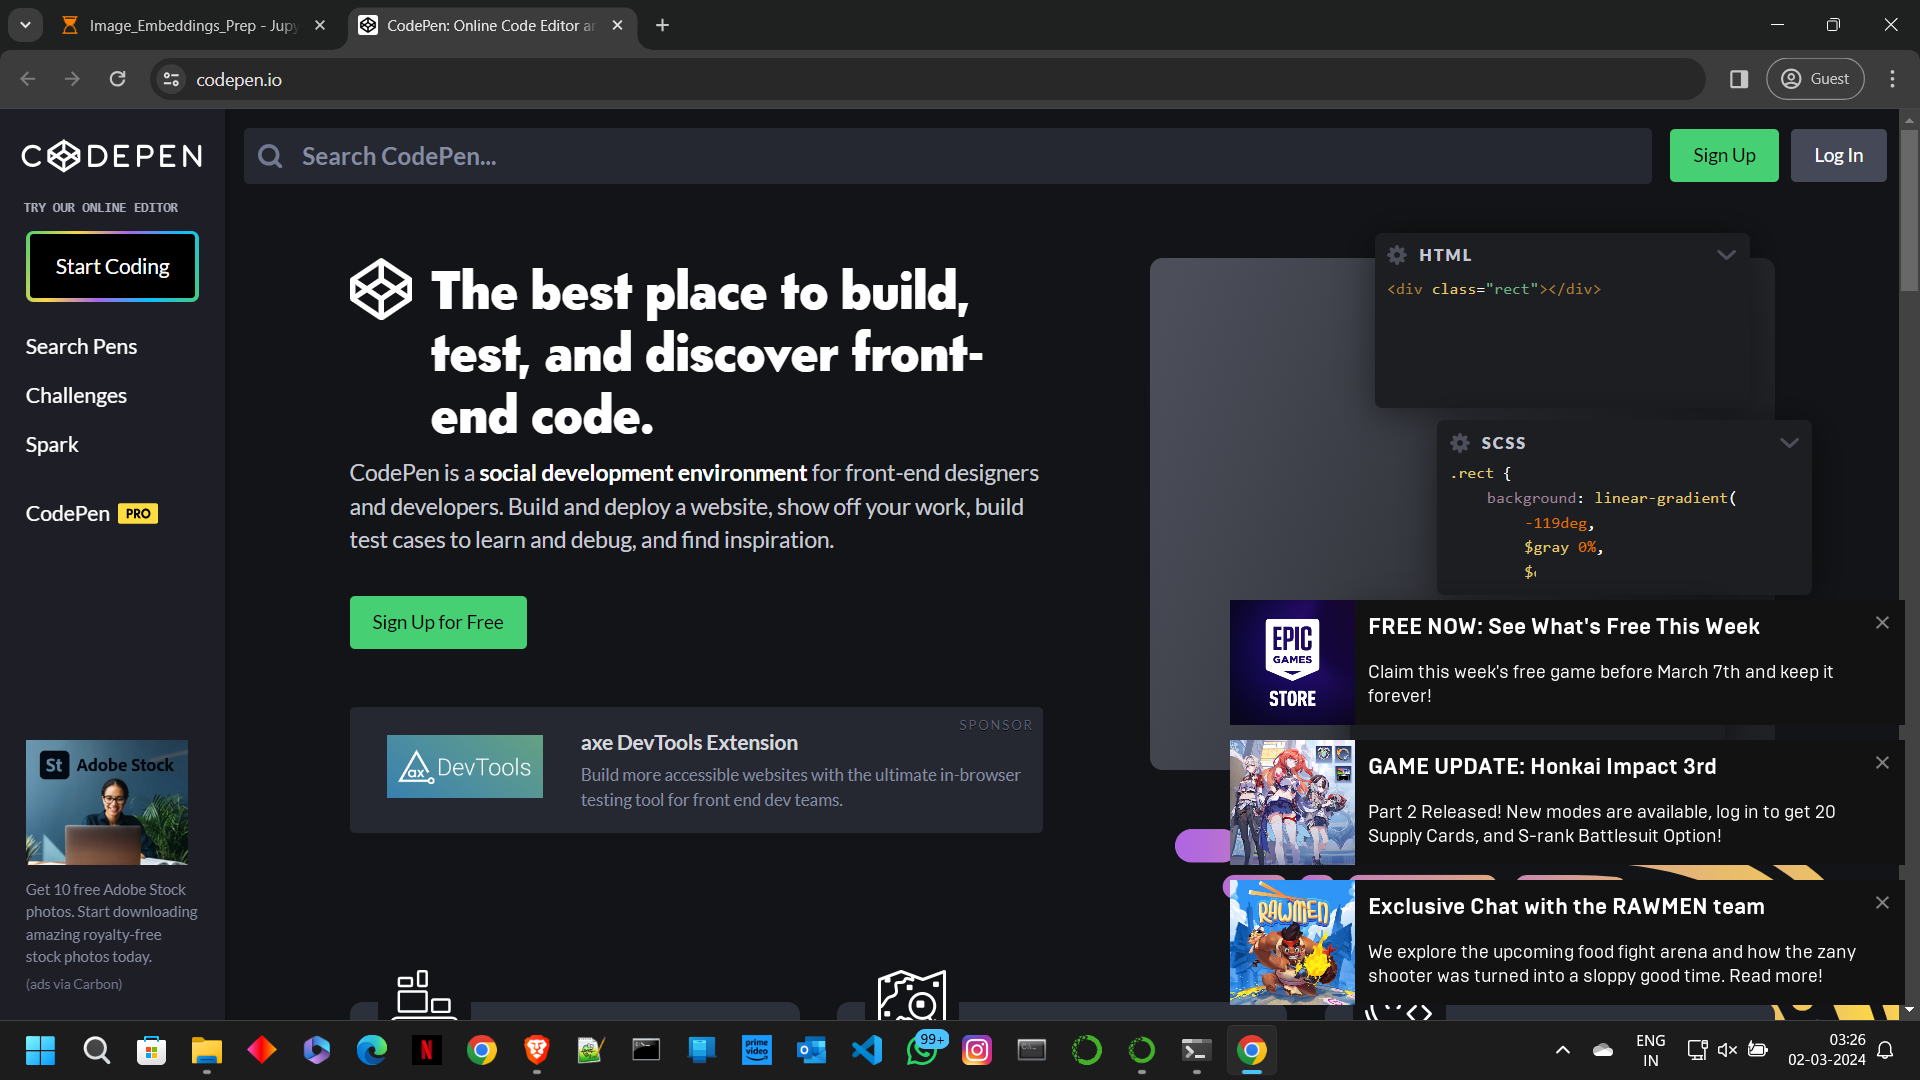 Image_Embeddings_Prep - Jupy
CodePen: Online Code Editor an
codepen.io
Guest
CODEPEN
TRY OUR ONLINE EDITOR
Start Coding
Search Pens
Challenges
Spark
CodePen PRO
St Adobe Stock
Get 10 free Adobe Stock
photos. Start downloading
amazing royalty-free
stock photos today.
(ads via Carbon)
Search CodePen...
Sign Up
Log In
The best place to build,
test, and discover front-
end code.
CodePen is a social development environment for front-end designers
and developers. Build and deploy a website, show off your work, build
test cases to learn and debug, and find inspiration.
Sign Up for Free
SPONSOR
ax DevTools
axe DevTools Extension
Build more accessible websites with the ultimate in-browser
testing tool for front end dev teams.
HTML
<div class="rect"></div>
SCSS
.rect {
background: linear-gradient(
-119deg,
$gray 0%,
EPIC
GAMES
STORE
FREE NOW: See What's Free This Week
Claim this week's free game before March 7th and keep it
forever!
GAME UPDATE: Honkai Impact 3rd
Part 2 Released! New modes are available, log in to get 20
Supply Cards, and S-rank Battlesuit Option!
RAWMEN
Exclusive Chat with the RAWMEN team
We explore the upcoming food fight arena and how the zany
shooter was turned into a sloppy good time. Read more!
N
prime
video
99+
ENG
IN
03:26
02-03-2024